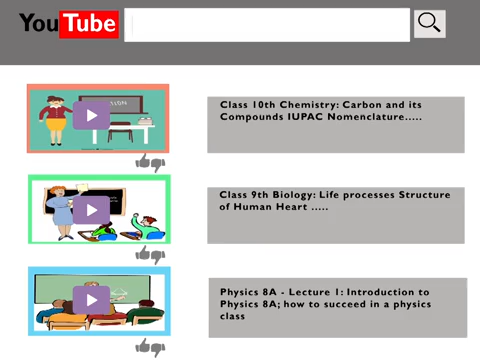 YouTube
Class 10th Chemistry: Carbon and its
Compounds IUPAC Nomenclature.....
Class 9th Biology: Life processes Structure
of Human Heart .....
Physics 8A - Lecture 1: Introduction to
Physics 8A; how to succeed in a physics
class